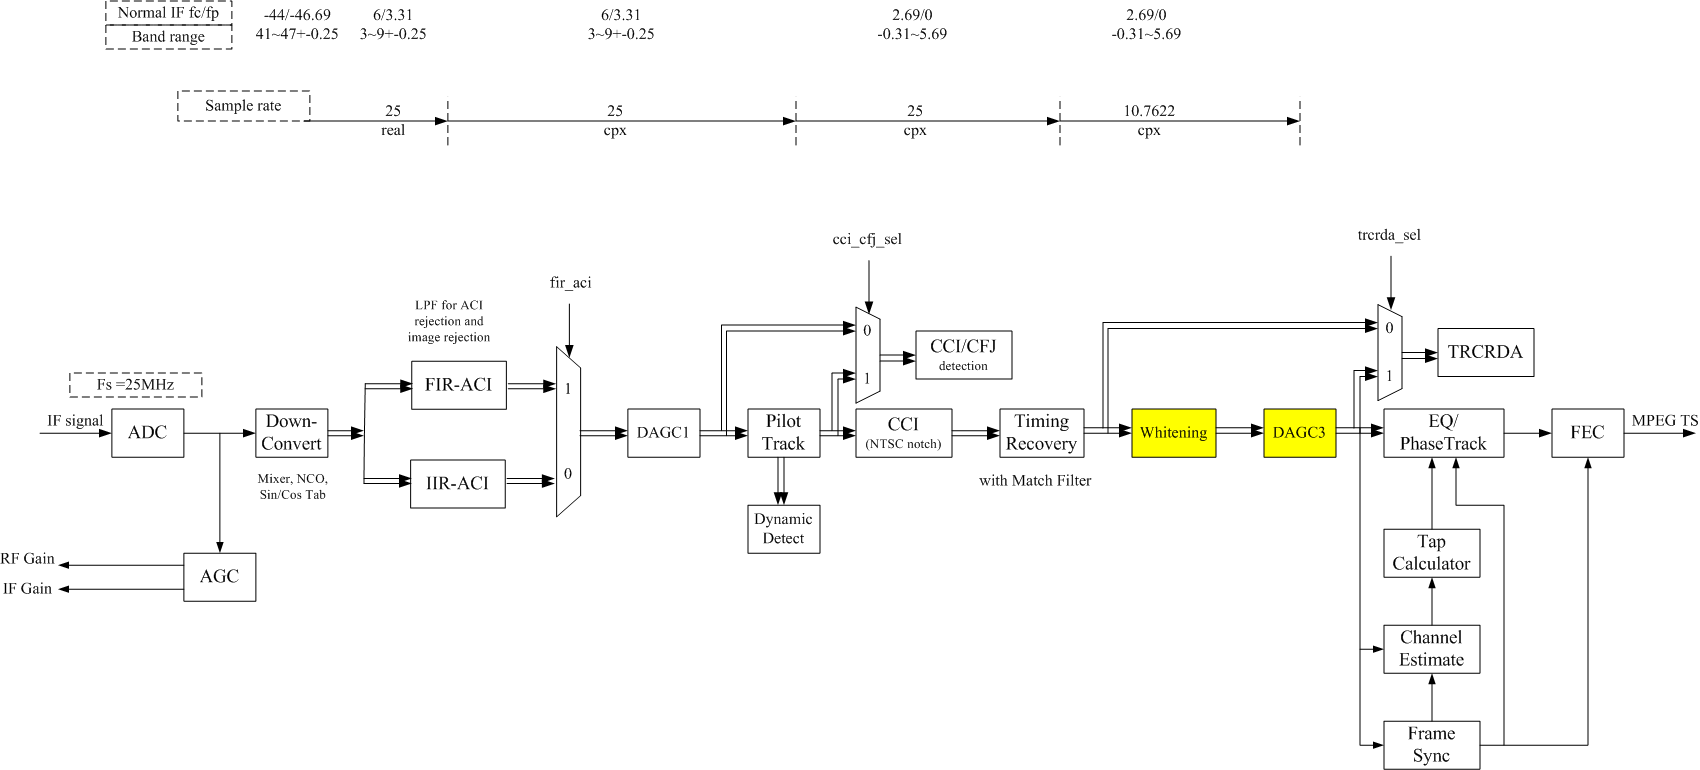 Normal IF fc/fp -44/-46.69 6/3.31 6/3.31 2.69/0 2.69/0
Band range 41~47+-0.25 3~9+-0.25 3~9+-0.25 -0.31~5.69 -0.31~5.69
Sample rate 25 25 25 10.7622
real cpx cpx cpx
cci_cfj_sel
trcrda_sel
fir_aci
LPF for ACI
rejection and
image rejection
0
0
CCI/CFJ
detection
TRCRDA
1
1
Fs =25MHz
FIR-ACI
1
IF signal
ADC
Down-
Convert
Mixer, NCO,
Sin/Cos Tab
IIR-ACI
0
DAGC1
Pilot
Track
CCI
(NTSC notch)
Timing
Recovery
with Match Filter
Whitening
DAGC3
EQ/
PhaseTrack
FEC
MPEG TS
Dynamic
Detect
RF Gain
IF Gain
AGC
Tap
Calculator
Channel
Estimate
Frame
Sync